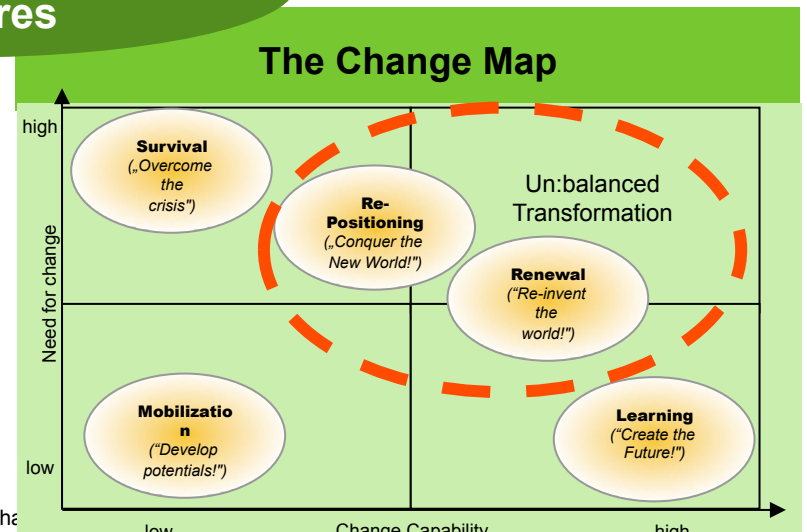 res
The Change Map
high
Survival
(„Overcome
the
crisis")
Re-
Positioning
(„Conquer the
New World!")
Un:balanced
Transformation
Need for change
Renewal
(“Re-invent
the
world!")
Mobilizatio
n
(“Develop
potentials!")
Learning
(“Create the
Future!")
low
low
Change Capability
high